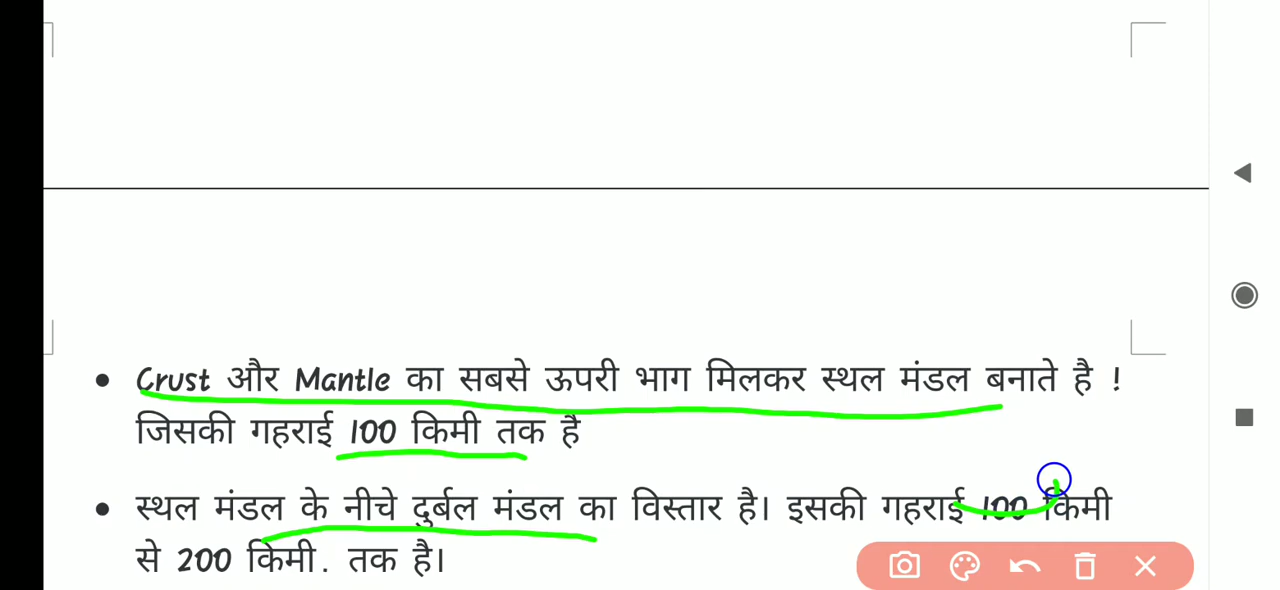 Crust और Mantle का सबसे ऊपरी भाग मिलकर स्थल मंडल बनाते है !
जिसकी गहराई 100 किमी तक है
स्थल मंडल के नीचे दुर्बल मंडल का विस्तार है। इसकी गहराई 100 किमी
से 200 किमी. तक है।